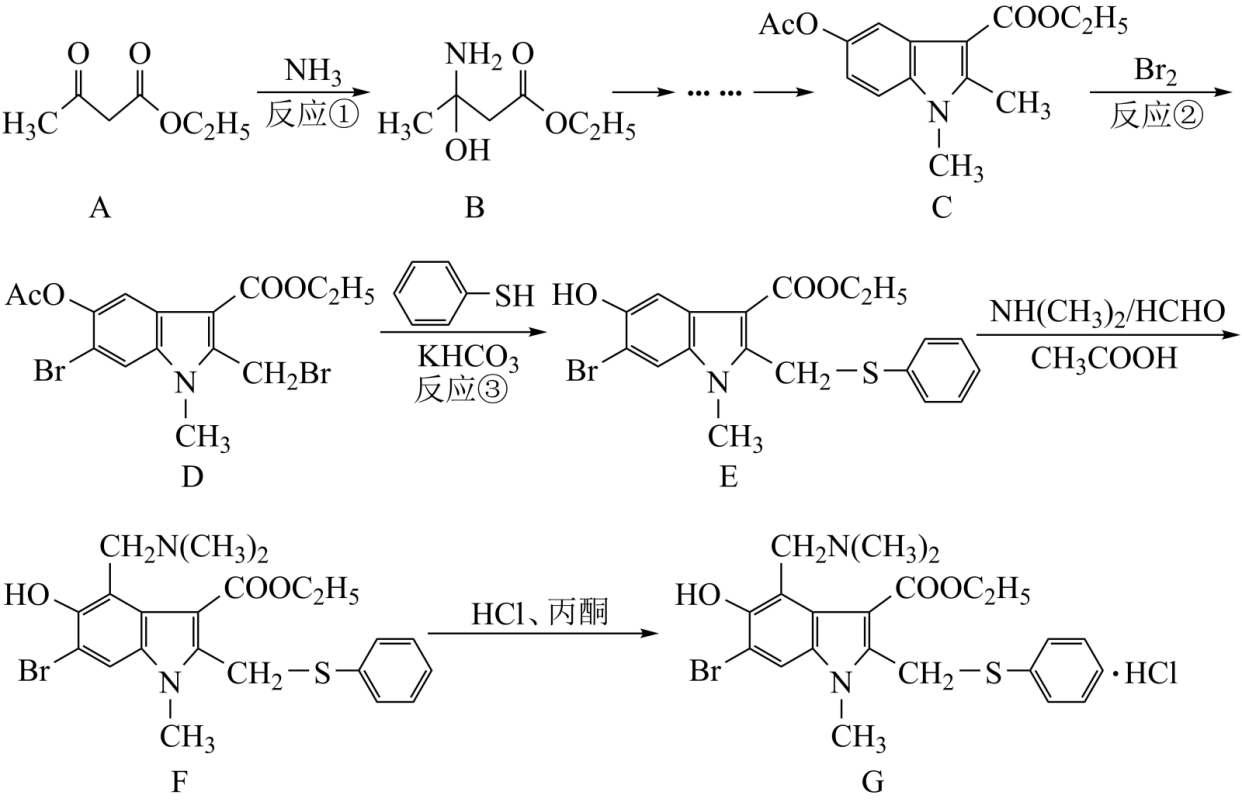 O O
H₃C OC₂H₅
A
NH₃
反应①
NH₂ O
H₃C OC₂H₅
OH
B
… …
AcO COOC₂H₅
N CH₃
CH₃
C
Br₂
反应②
AcO COOC₂H₅
Br N CH₂Br
CH₃
D
SH
KHCO₃
反应③
HO COOC₂H₅
Br N CH₂—S
CH₃
E
NH(CH₃)₂/HCHO
CH₃COOH
CH₂N(CH₃)₂
HO COOC₂H₅
Br N CH₂—S
CH₃
F
HCl、丙酮
CH₂N(CH₃)₂
HO COOC₂H₅
Br N CH₂—S ·HCl
CH₃
G